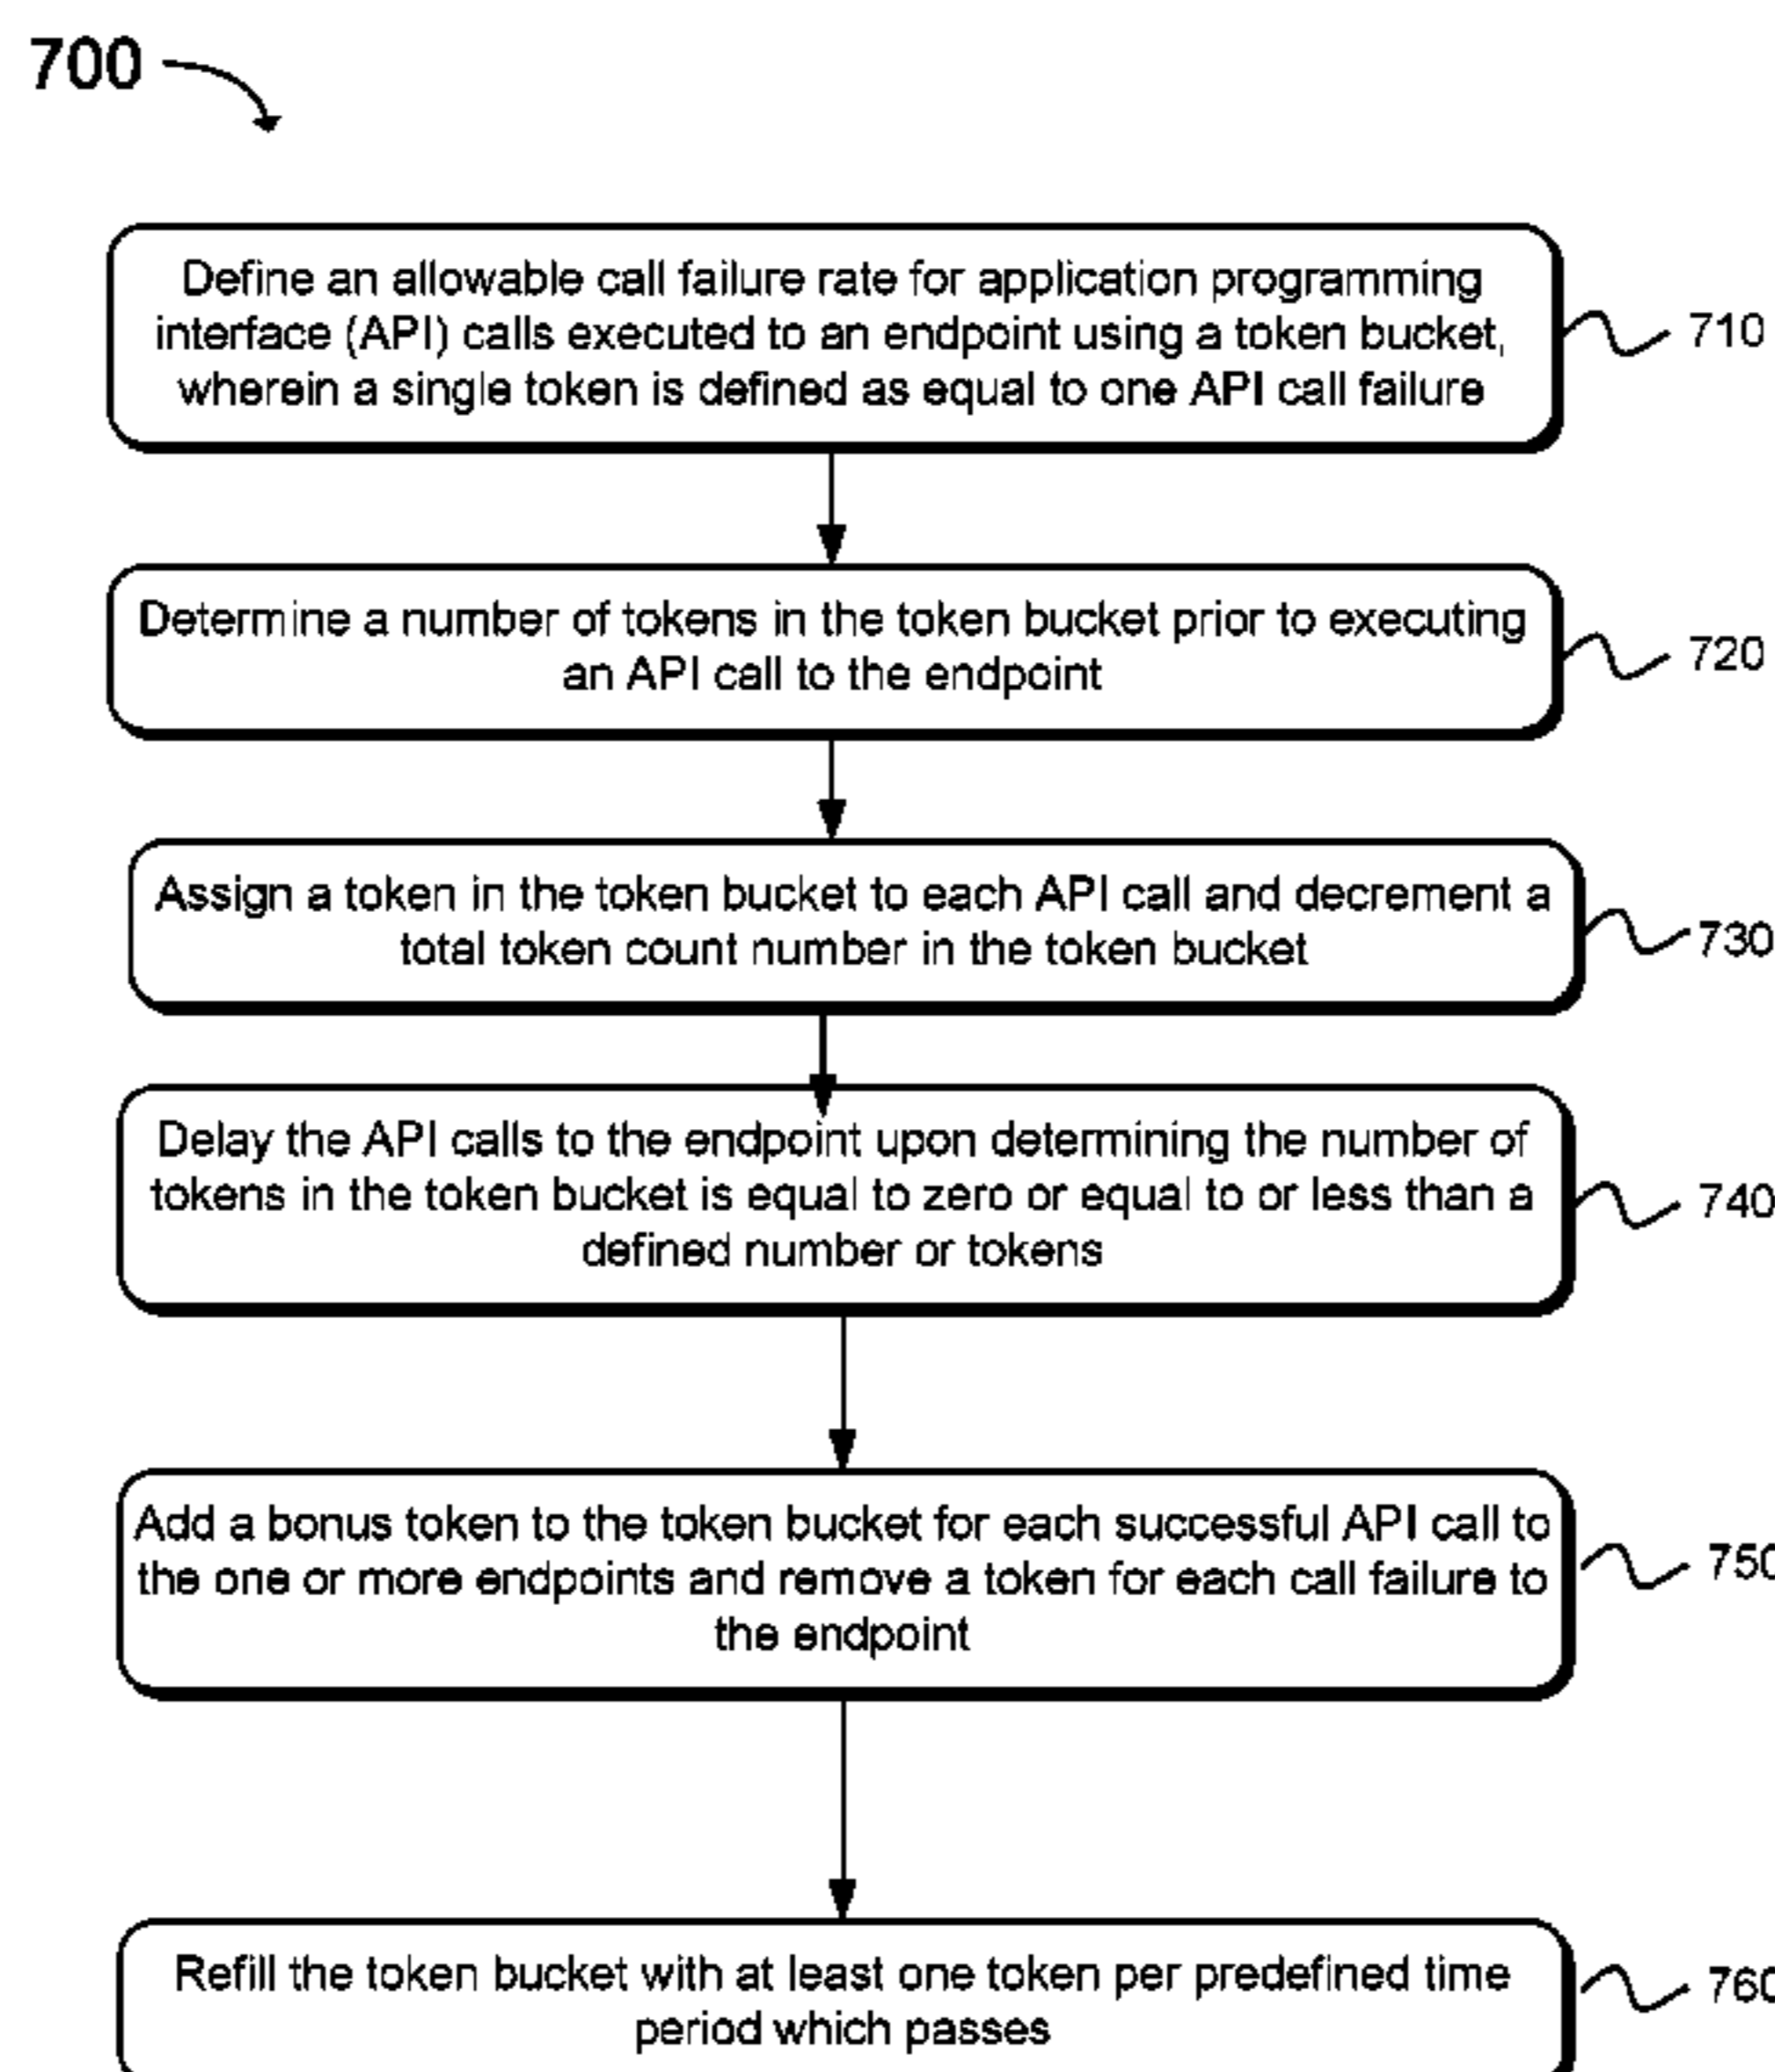 700
Define an allowable call failure rate for application programming
interface (API) calls executed to an endpoint using a token bucket,
wherein a single token is defined as equal to one API call failure
710
Determine a number of tokens in the token bucket prior to executing
an API call to the endpoint
720
Assign a token in the token bucket to each API call and decrement a
total token count number in the token bucket
730
Delay the API calls to the endpoint upon determining the number of
tokens in the token bucket is equal to zero or equal to or less than a
defined number or tokens
740
Add a bonus token to the token bucket for each successful API call to
the one or more endpoints and remove a token for each call failure to
the endpoint
750
Refill the token bucket with at least one token per predefined time
period which passes
760